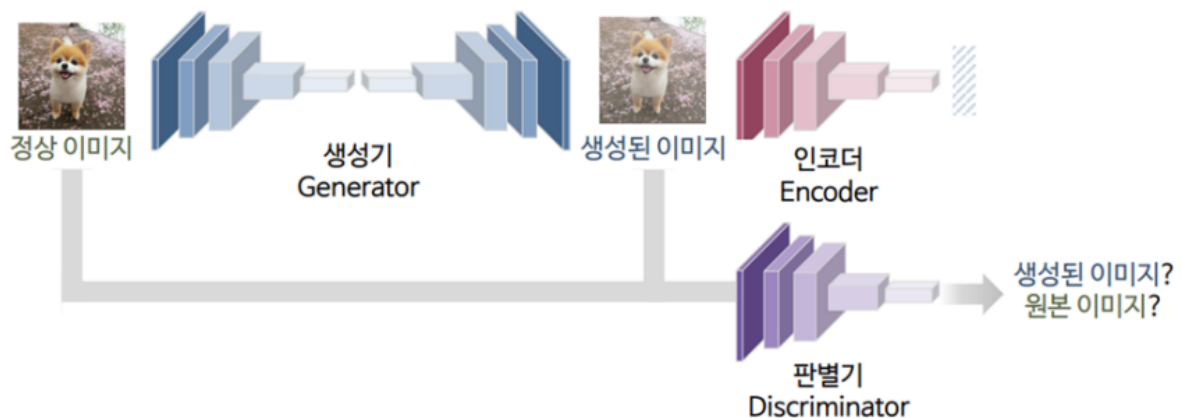 정상 이미지
생성기
Generator
생성된 이미지
인코더
Encoder
생성된 이미지?
원본 이미지?
판별기
Discriminator